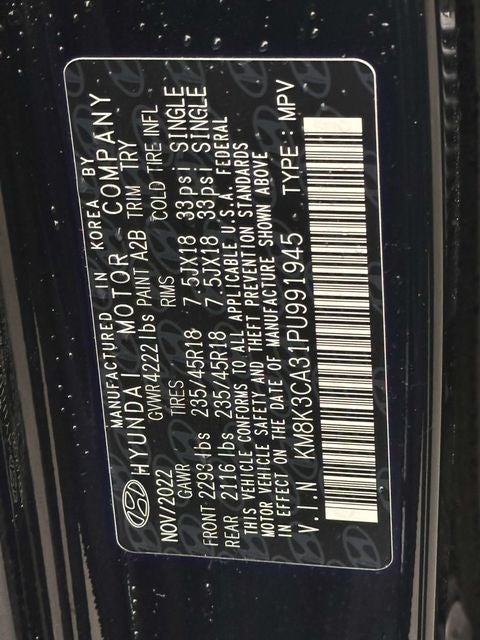 MANUFACTURED IN KOREA BY
HYUNDAI MOTOR COMPANY
NOV/2022 GVWR 4222 lbs PAINT A2B TRIM TRY
GAWR TIRES RIMS COLD TIRE INFL
FRONT 2293 lbs 235/45R18 7.5JX18 33psi SINGLE
REAR 2116 lbs 235/45R18 7.5JX18 33psi SINGLE
THIS VEHICLE CONFORMS TO ALL APPLICABLE U.S.A. FEDERAL
MOTOR VEHICLE SAFETY AND THEFT PREVENTION STANDARDS
IN EFFECT ON THE DATE OF MANUFACTURE SHOWN ABOVE
V.I.N KM8K3CA31PU991945 TYPE : MPV